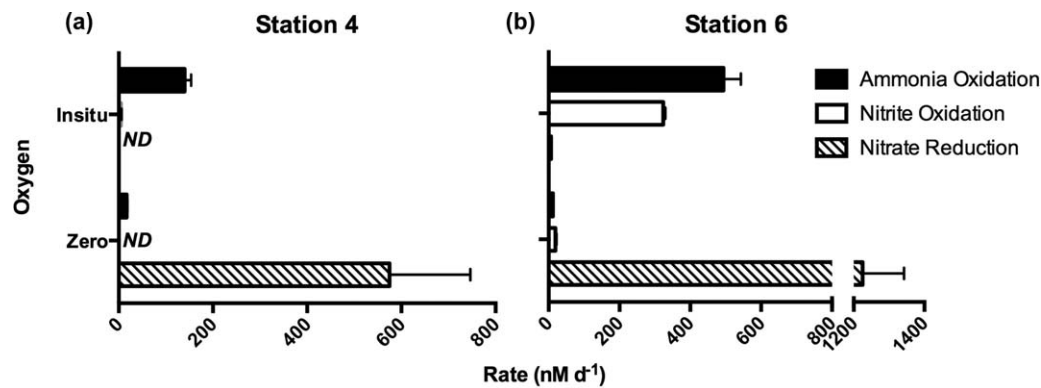 (a)
Station 4
(b)
Station 6
Ammonia Oxidation
Nitrite Oxidation
Nitrate Reduction
Oxygen
Insitu
ND
Zero
ND
0
200
400
600
800
0
200
400
600
800
1200
1400
Rate (nM d⁻¹)